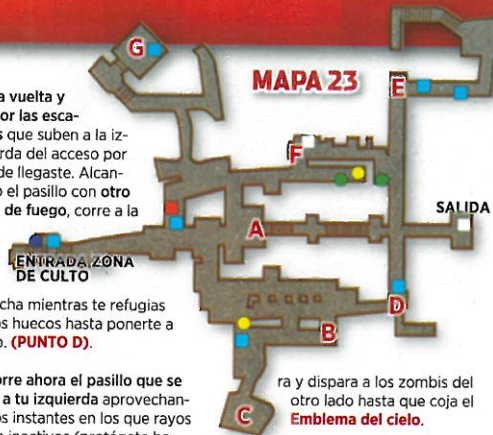 G
MAPA 23
E
a vuelta y
or las esca-
s que suben a la iz-
rda del acceso por
de llegaste. Alcan-
o el pasillo con otro
de fuego, corre a la
F
SALIDA
A
ENTRADA ZONA
DE CULTO
D
cha mientras te refugias
os huecos hasta ponerte a
o. (PUNTO D).
B
rre ahora el pasillo que se
a tu izquierda aprovechan-
os instantes en los que rayos
C
ra y dispara a los zombis del
otro lado hasta que coja el
Emblema del cielo.